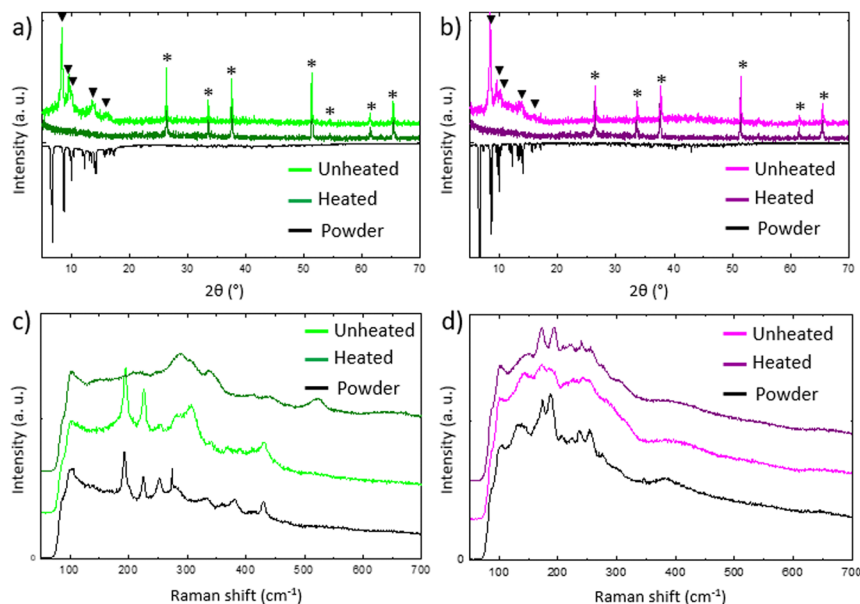 a)
Intensity (a. u.)
▼ ▼ ▼ ▼ ▼
* * * * * * *
Unheated
Heated
Powder
10 20 30 40 50 60 70
2θ (°)
b)
Intensity (a. u.)
▼ ▼ ▼ ▼ ▼
* * * * * *
Unheated
Heated
Powder
10 20 30 40 50 60 70
2θ (°)
c)
Intensity (a. u.)
Unheated
Heated
Powder
0
100 200 300 400 500 600 700
Raman shift (cm⁻¹)
d)
Intensity (a. u.)
Unheated
Heated
Powder
0
100 200 300 400 500 600 700
Raman shift (cm⁻¹)